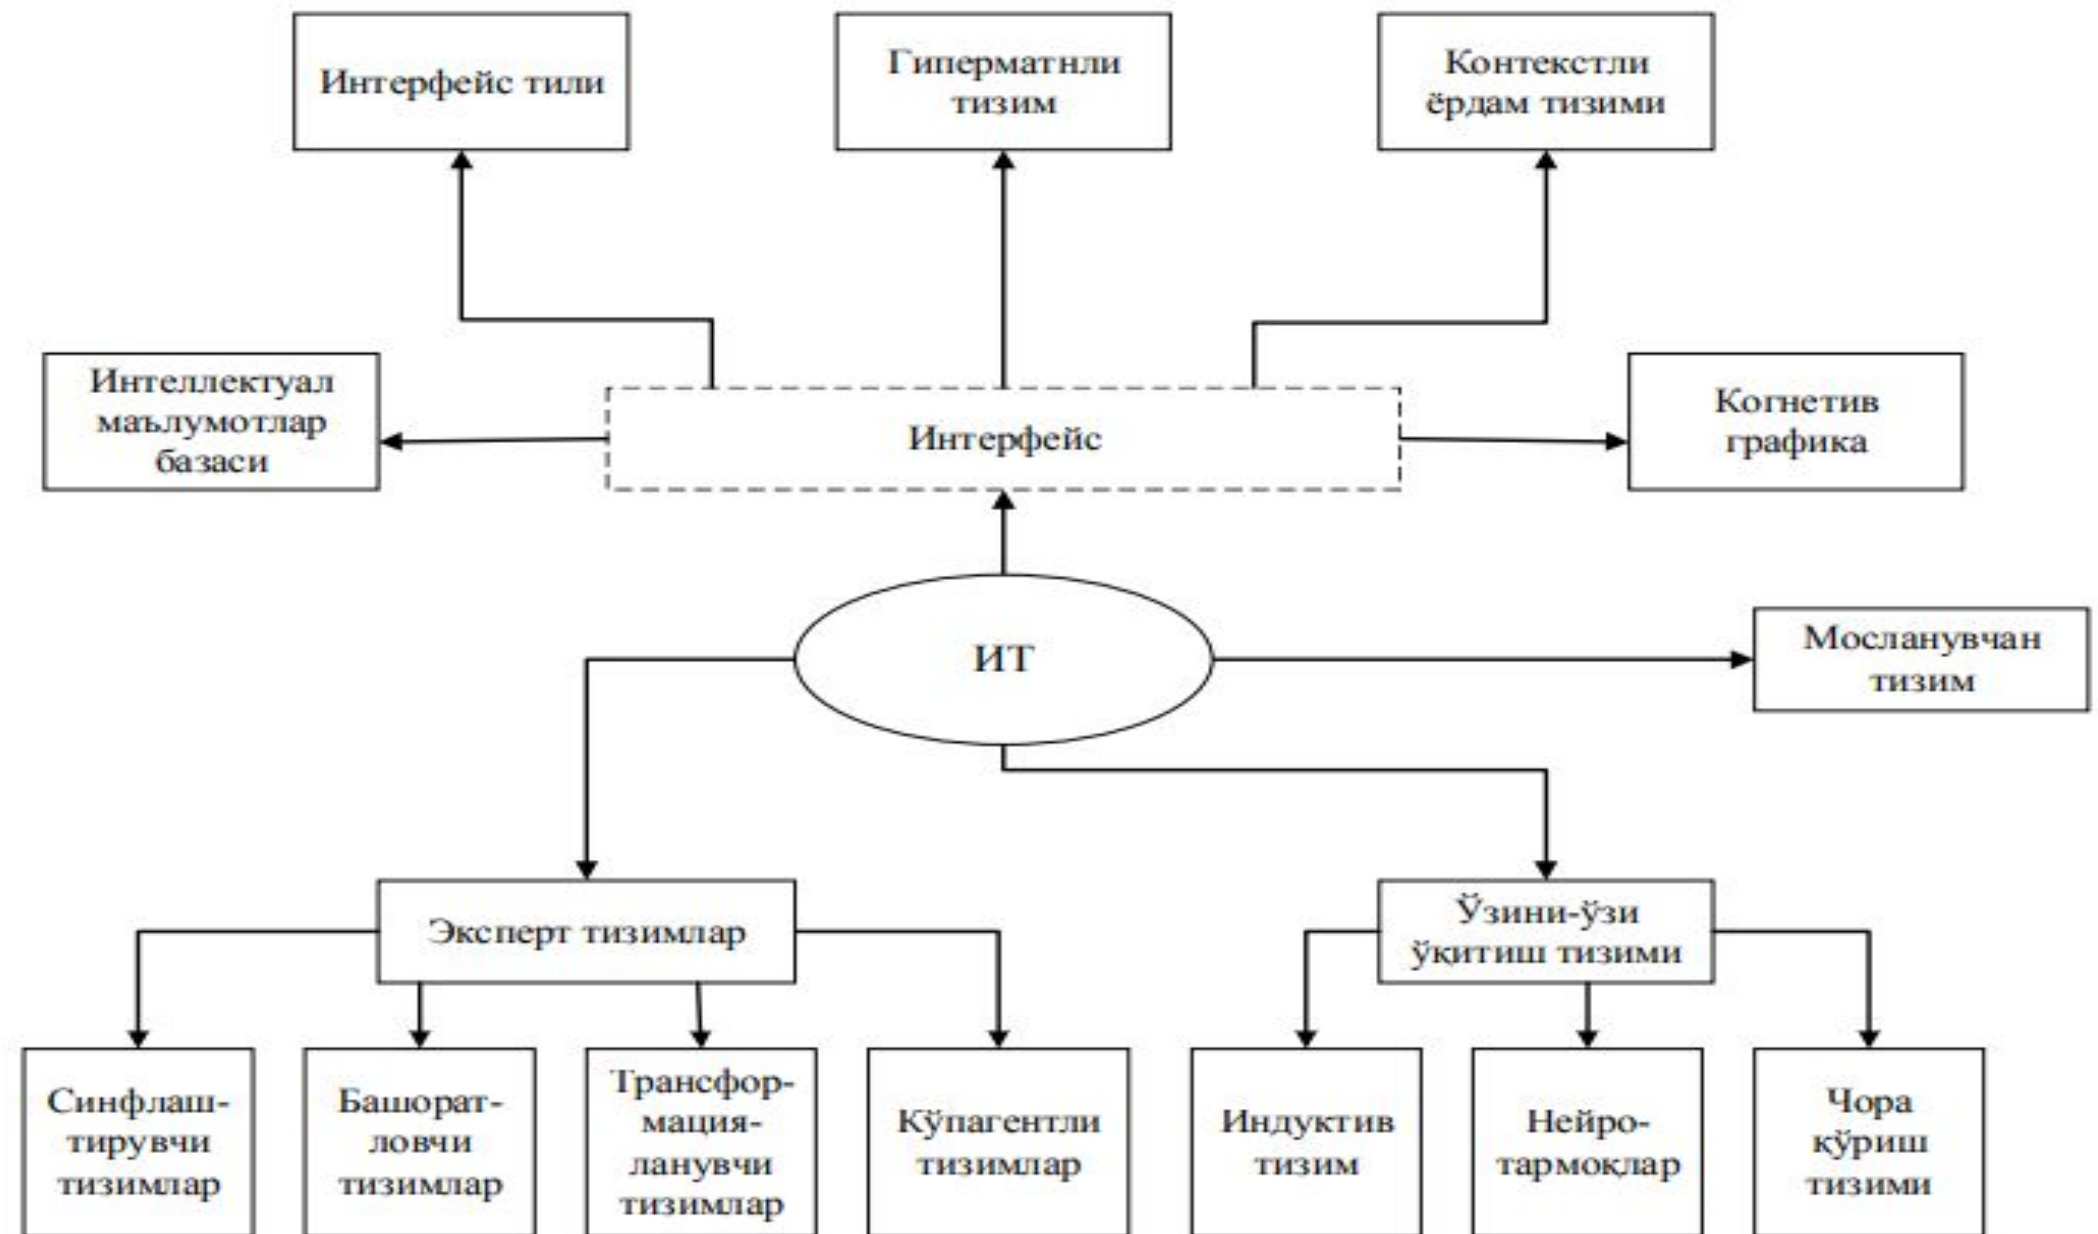 Интерфейс тили
Гиперматнли
тизим
Контекстли
ёрдам тизими
Интеллектуал
маълумотлар
базаси
Интерфейс
Когнетив
графика
ИТ
Мосланувчан
тизим
Эксперт тизимлар
Ўзини-ўзи
ўқитиш тизими
Синфлаш-
тирувчи
тизимлар
Башорат-
ловчи
тизимлар
Трансфор-
мация-
ланувчи
тизимлар
Кўпагентли
тизимлар
Индуктив
тизим
Нейро-
тармоқлар
Чора
қўриш
тизими